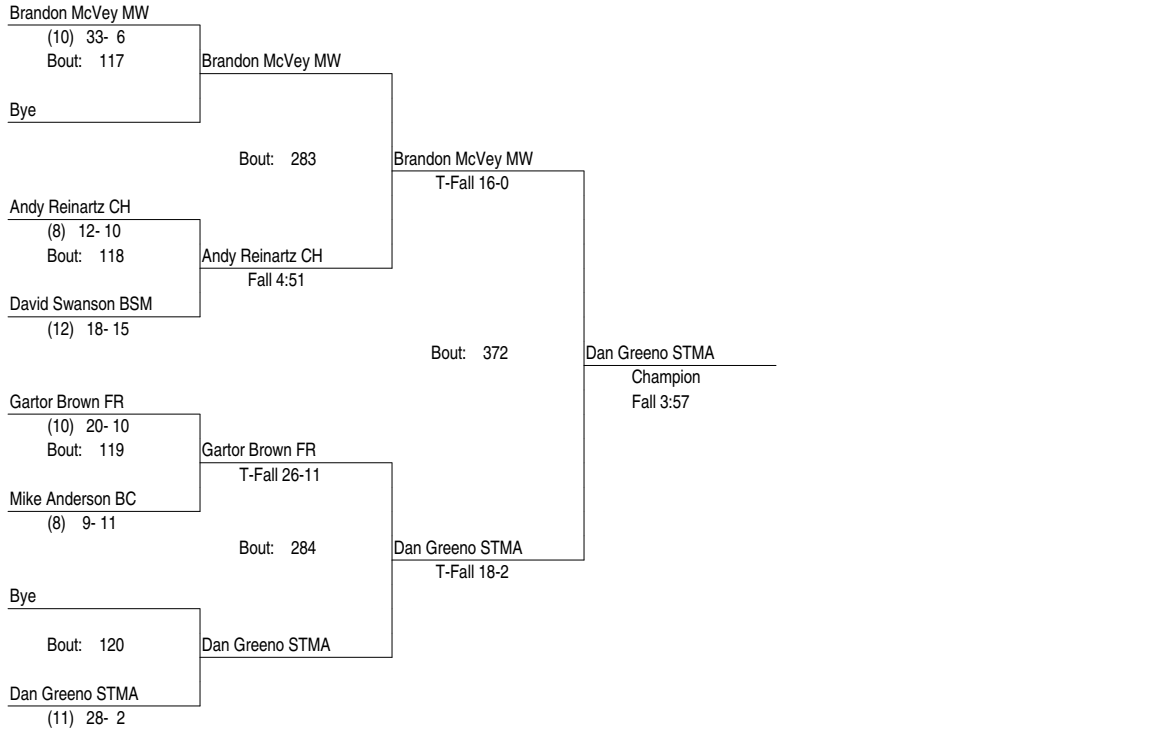 Brandon McVey MW
(10) 33- 6
Bout: 117
Brandon McVey MW
Bye
Bout: 283
Brandon McVey MW
T-Fall 16-0
Andy Reinartz CH
(8) 12- 10
Bout: 118
Andy Reinartz CH
Fall 4:51
David Swanson BSM
(12) 18- 15
Bout: 372
Dan Greeno STMA
Champion
Fall 3:57
Gartor Brown FR
(10) 20- 10
Bout: 119
Gartor Brown FR
T-Fall 26-11
Mike Anderson BC
(8) 9- 11
Bout: 284
Dan Greeno STMA
T-Fall 18-2
Bye
Bout: 120
Dan Greeno STMA
Dan Greeno STMA
(11) 28- 2